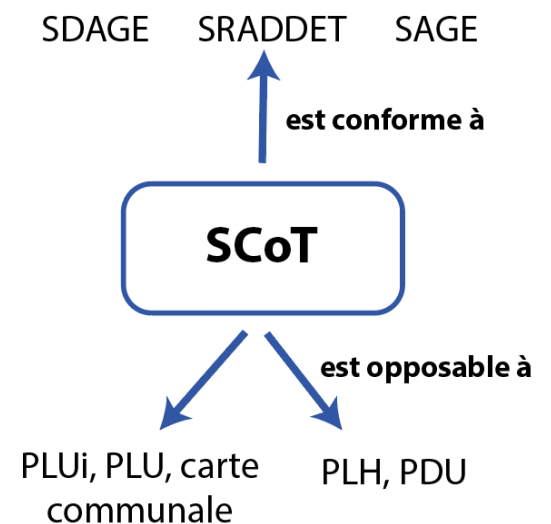 SDAGE SRADDET SAGE
est conforme à
SCoT
est opposable à
PLUi, PLU, carte
communale
PLH, PDU